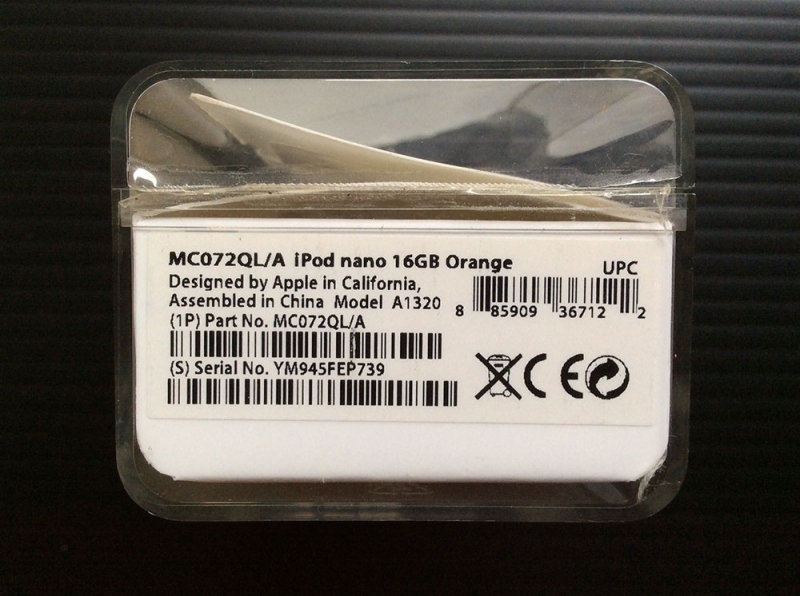 MC072QL/A iPod nano 16GB Orange
Designed by Apple in California,
Assembled in China Model A1320
(1P) Part No. MC072QL/A
(S) Serial No. YM945FEP739
UPC
8 85909 36712 2
CE